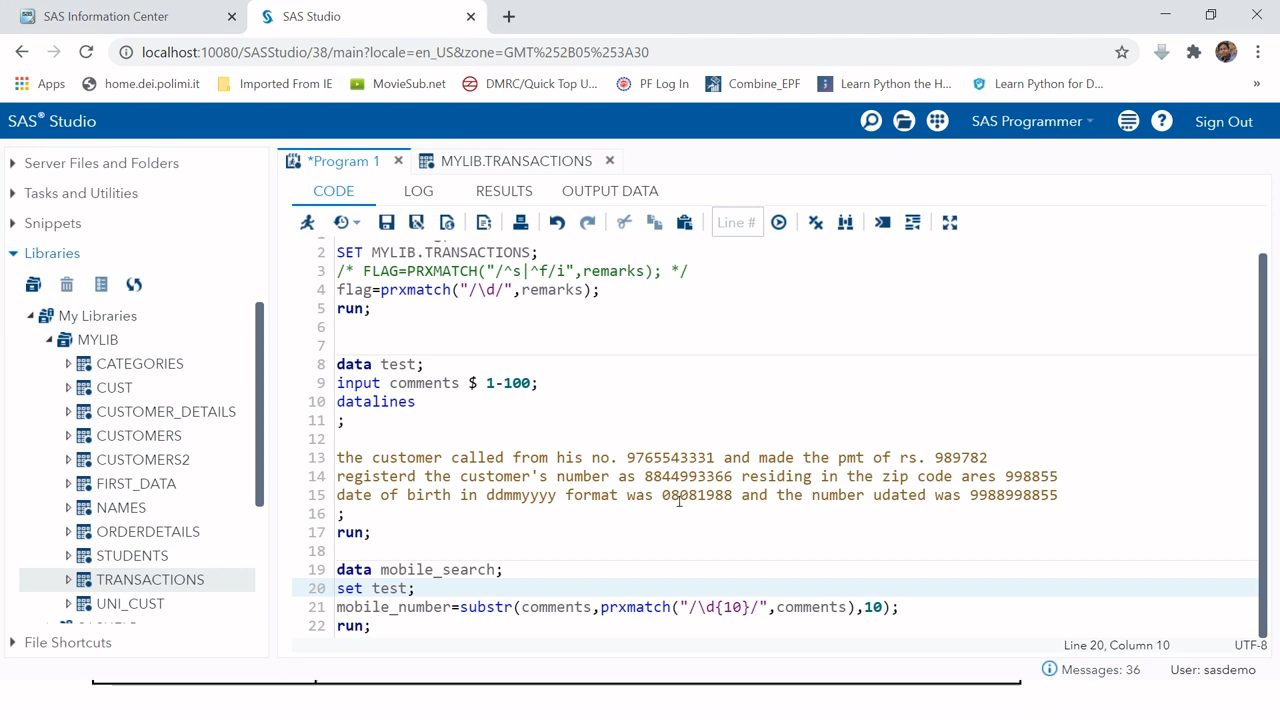 SAS Information Center
SAS Studio
localhost:10080/SASStudio/38/main?locale=en_US&zone=GMT%252B05%253A30
Apps
home.dei.polimi.it
Imported From IE
MovieSub.net
DMRC/Quick Top U...
PF Log In
Combine_EPF
Learn Python the H...
Learn Python for D...
»
SAS® Studio
SAS Programmer
Sign Out
Server Files and Folders
Tasks and Utilities
Snippets
Libraries
My Libraries
MYLIB
CATEGORIES
CUST
CUSTOMER_DETAILS
CUSTOMERS
CUSTOMERS2
FIRST_DATA
NAMES
ORDERDETAILS
STUDENTS
TRANSACTIONS
UNI_CUST
File Shortcuts
*Program 1
MYLIB.TRANSACTIONS
CODE LOG RESULTS OUTPUT DATA
Line #
2 SET MYLIB.TRANSACTIONS;
3 /* FLAG=PRXMATCH("/^s|^f/i",remarks); */
4 flag=prxmatch("/\d/",remarks);
5 run;
6
7
8 data test;
9 input comments $ 1-100;
10 datalines
11 ;
12
13 the customer called from his no. 9765543331 and made the pmt of rs. 989782
14 registerd the customer's number as 8844993366 residing in the zip code ares 998855
15 date of birth in ddmmyyyy format was 08081988 and the number udated was 9988998855
16 ;
17 run;
18
19 data mobile_search;
20 set test;
21 mobile_number=substr(comments,prxmatch("/\d{10}/",comments),10);
22 run;
Line 20, Column 10
UTF-8
Messages: 36
User: sasdemo